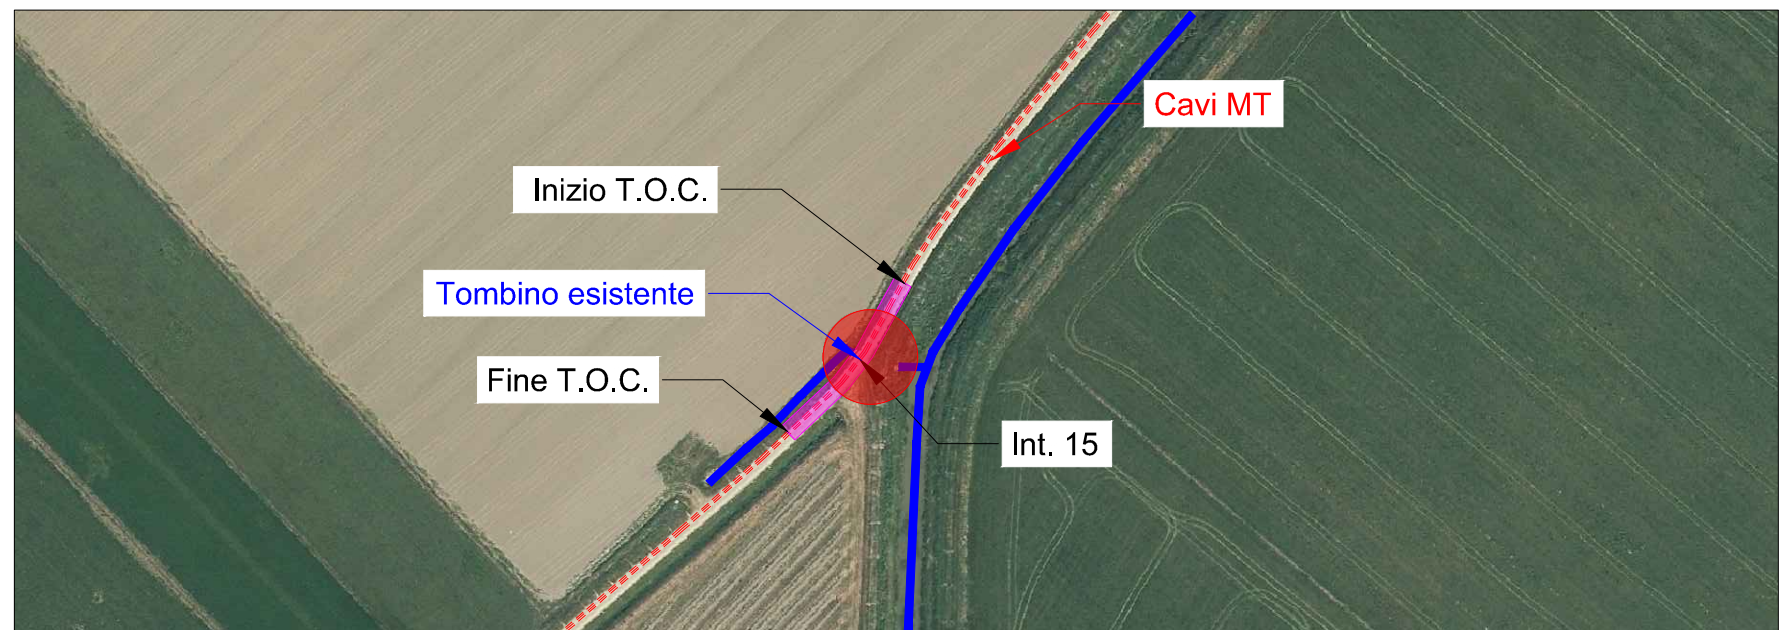 Cavi MT
Inizio T.O.C.
Tombino esistente
Fine T.O.C.
Int. 15